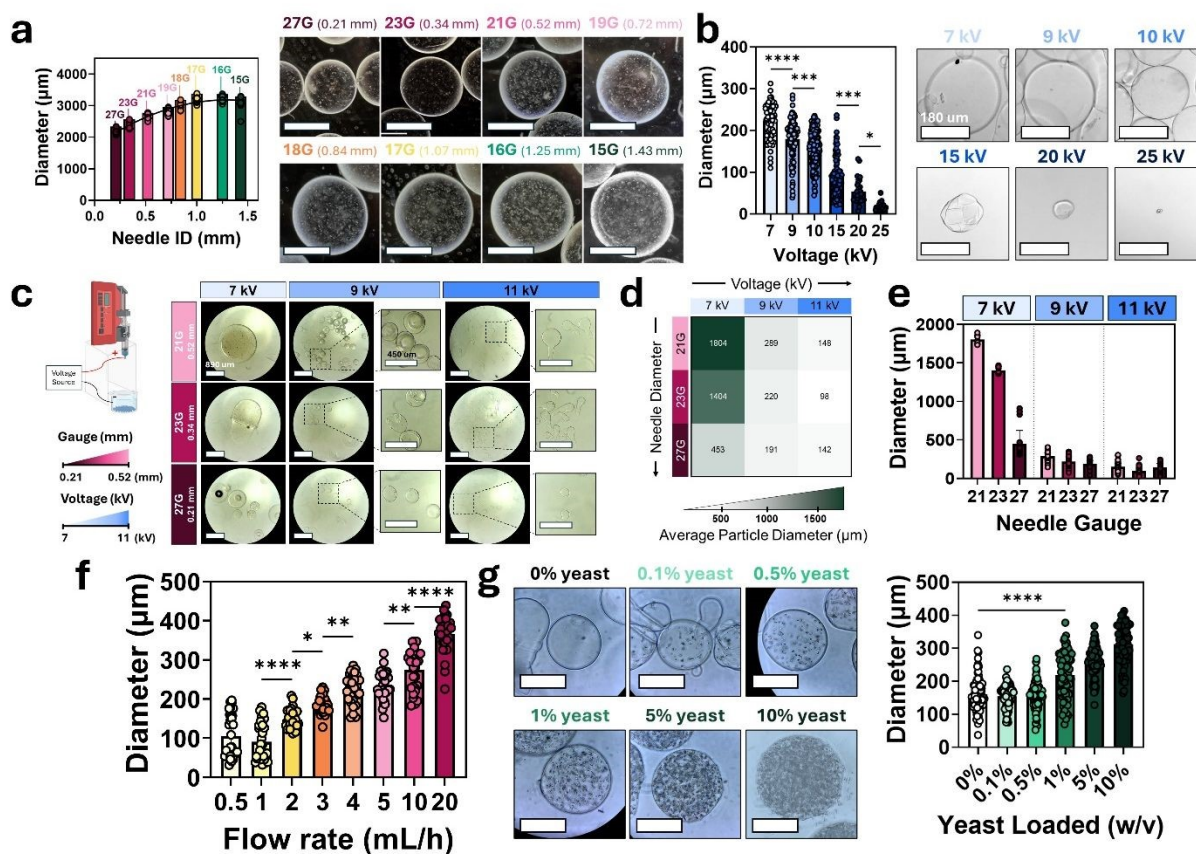 a
27G (0.21 mm) 23G (0.34 mm) 21G (0.52 mm) 19G (0.72 mm)
Diameter (μm)
4000
3000
2000
1000
0
27G
23G
21G
19G
18G
17G
16G
15G
0.0 0.5 1.0 1.5
Needle ID (mm)
18G (0.84 mm) 17G (1.07 mm) 16G (1.25 mm) 15G (1.43 mm)
b
Diameter (μm)
300
200
100
0
****
***
***
*
7 9 10 15 20 25
Voltage (kV)
7 kV 9 kV 10 kV
180 um
15 kV 20 kV 25 kV
c
Voltage
Source
Gauge (mm)
0.21 0.52 (mm)
Voltage (kV)
7 11 (kV)
7 kV 9 kV 11 kV
21G
0.52 mm
890 um
450 um
23G
0.34 mm
27G
0.21 mm
d
Voltage (kV)
7 kV 9 kV 11 kV
Needle Diameter
21G 1804 289 148
23G 1404 220 98
27G 453 191 142
500 1000 1500
Average Particle Diameter (μm)
e
7 kV 9 kV 11 kV
Diameter (μm)
2000
1500
1000
500
0
21 23 27 21 23 27 21 23 27
Needle Gauge
f
Diameter (μm)
500
400
300
200
100
0
****
*
**
**
****
0.5 1 2 3 4 5 10 20
Flow rate (mL/h)
g
0% yeast 0.1% yeast 0.5% yeast
1% yeast 5% yeast 10% yeast
Diameter (μm)
500
400
300
200
100
0
****
0% 0.1% 0.5% 1% 5% 10%
Yeast Loaded (w/v)